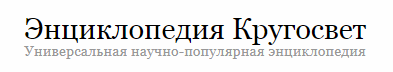 Энциклопедия Кругосвет
Универсальная научно-популярная энциклопедия